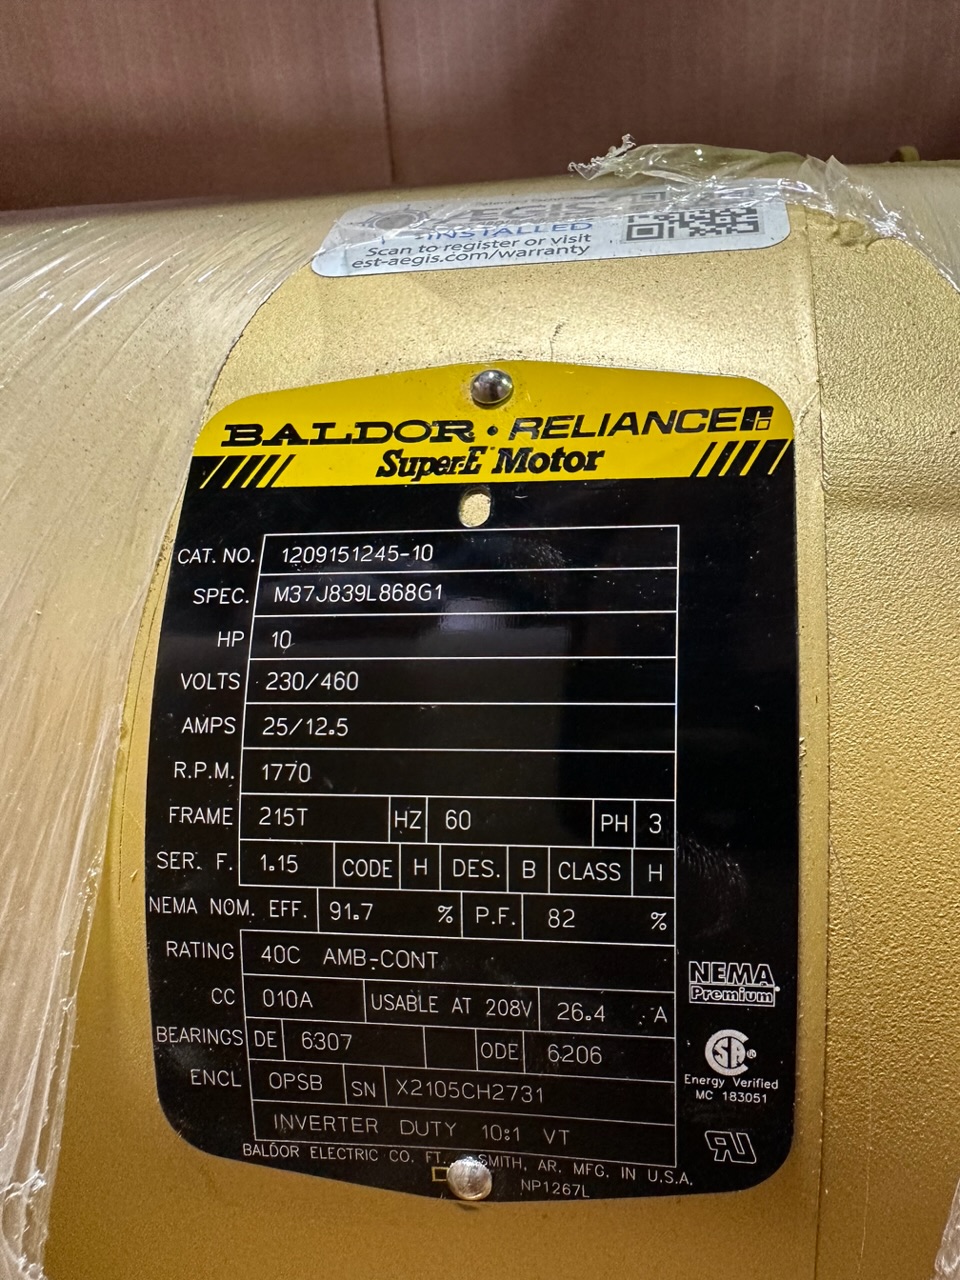 AEGIS
INSTALLED
Scan to register or visit
est-aegis.com/warranty
BALDOR • RELIANCE
Super-E Motor
CAT. NO. 1209151245-10
SPEC. M37J839L868G1
HP 10
VOLTS 230/460
AMPS 25/12.5
R.P.M. 1770
FRAME 215T HZ 60 PH 3
SER. F. 1.15 CODE H DES. B CLASS H
NEMA NOM. EFF. 91.7 % P.F. 82 %
RATING 40C AMB-CONT
CC 010A USABLE AT 208V 26.4 A
BEARINGS DE 6307 ODE 6206
ENCL OPSB SN X2105CH2731
INVERTER DUTY 10:1 VT
NEMA
Premium
SA
Energy Verified
MC 183051
BALDOR ELECTRIC CO. FT. SMITH, AR. MFG. IN U.S.A.
NP1267L